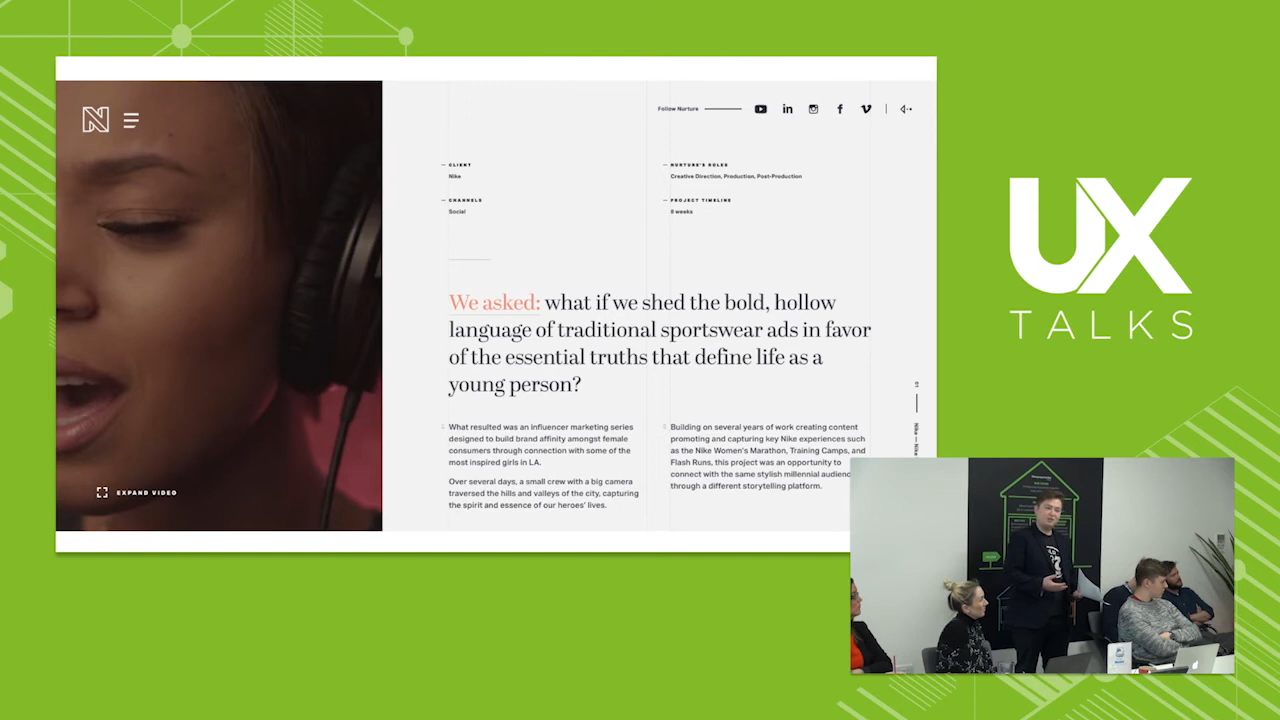 N
Follow Nurture
CLIENT
Nike
NURTURE'S ROLES
Creative Direction, Production, Post-Production
CHANNELS
Social
PROJECT TIMELINE
8 weeks
We asked: what if we shed the bold, hollow
language of traditional sportswear ads in favor
of the essential truths that define life as a
young person?
What resulted was an influencer marketing series
designed to build brand affinity amongst female
consumers through connection with some of the
most inspired girls in LA.
Over several days, a small crew with a big camera
traversed the hills and valleys of the city, capturing
the spirit and essence of our heroes' lives.
Building on several years of work creating content
promoting and capturing key Nike experiences such
as the Nike Women's Marathon, Training Camps, and
Flash Runs, this project was an opportunity to
connect with the same stylish millennial audience
through a different storytelling platform.
EXPAND VIDEO
01
Nike — Nike
UX
TALKS